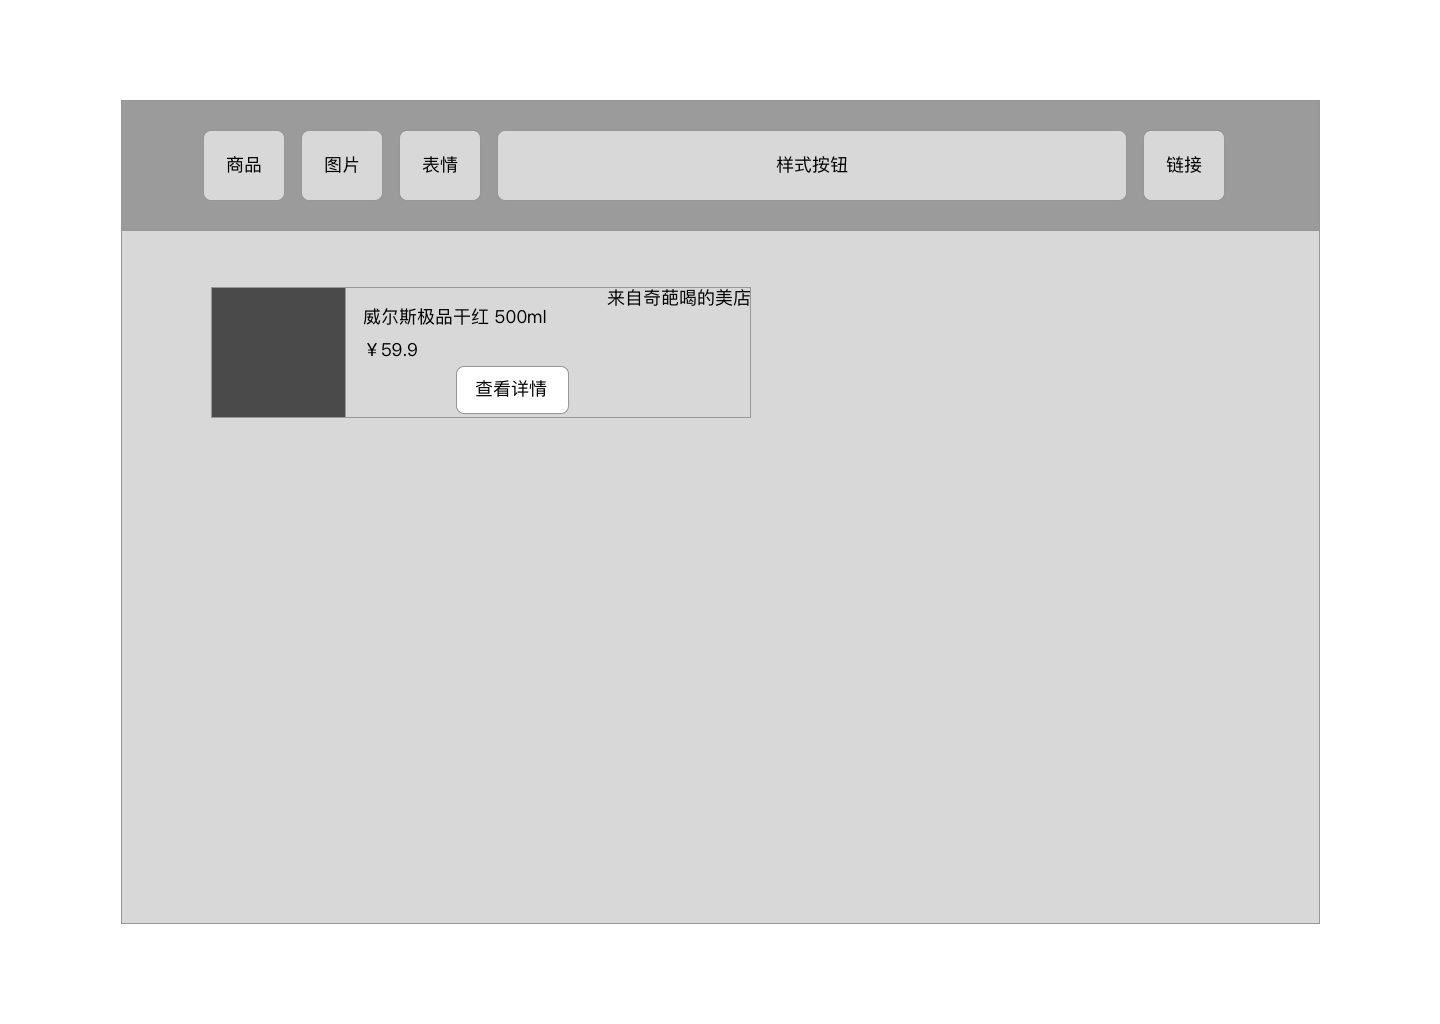 商品
图片
表情
样式按钮
链接
来自奇葩喝的美店
威尔斯极品干红 500ml
￥59.9
查看详情